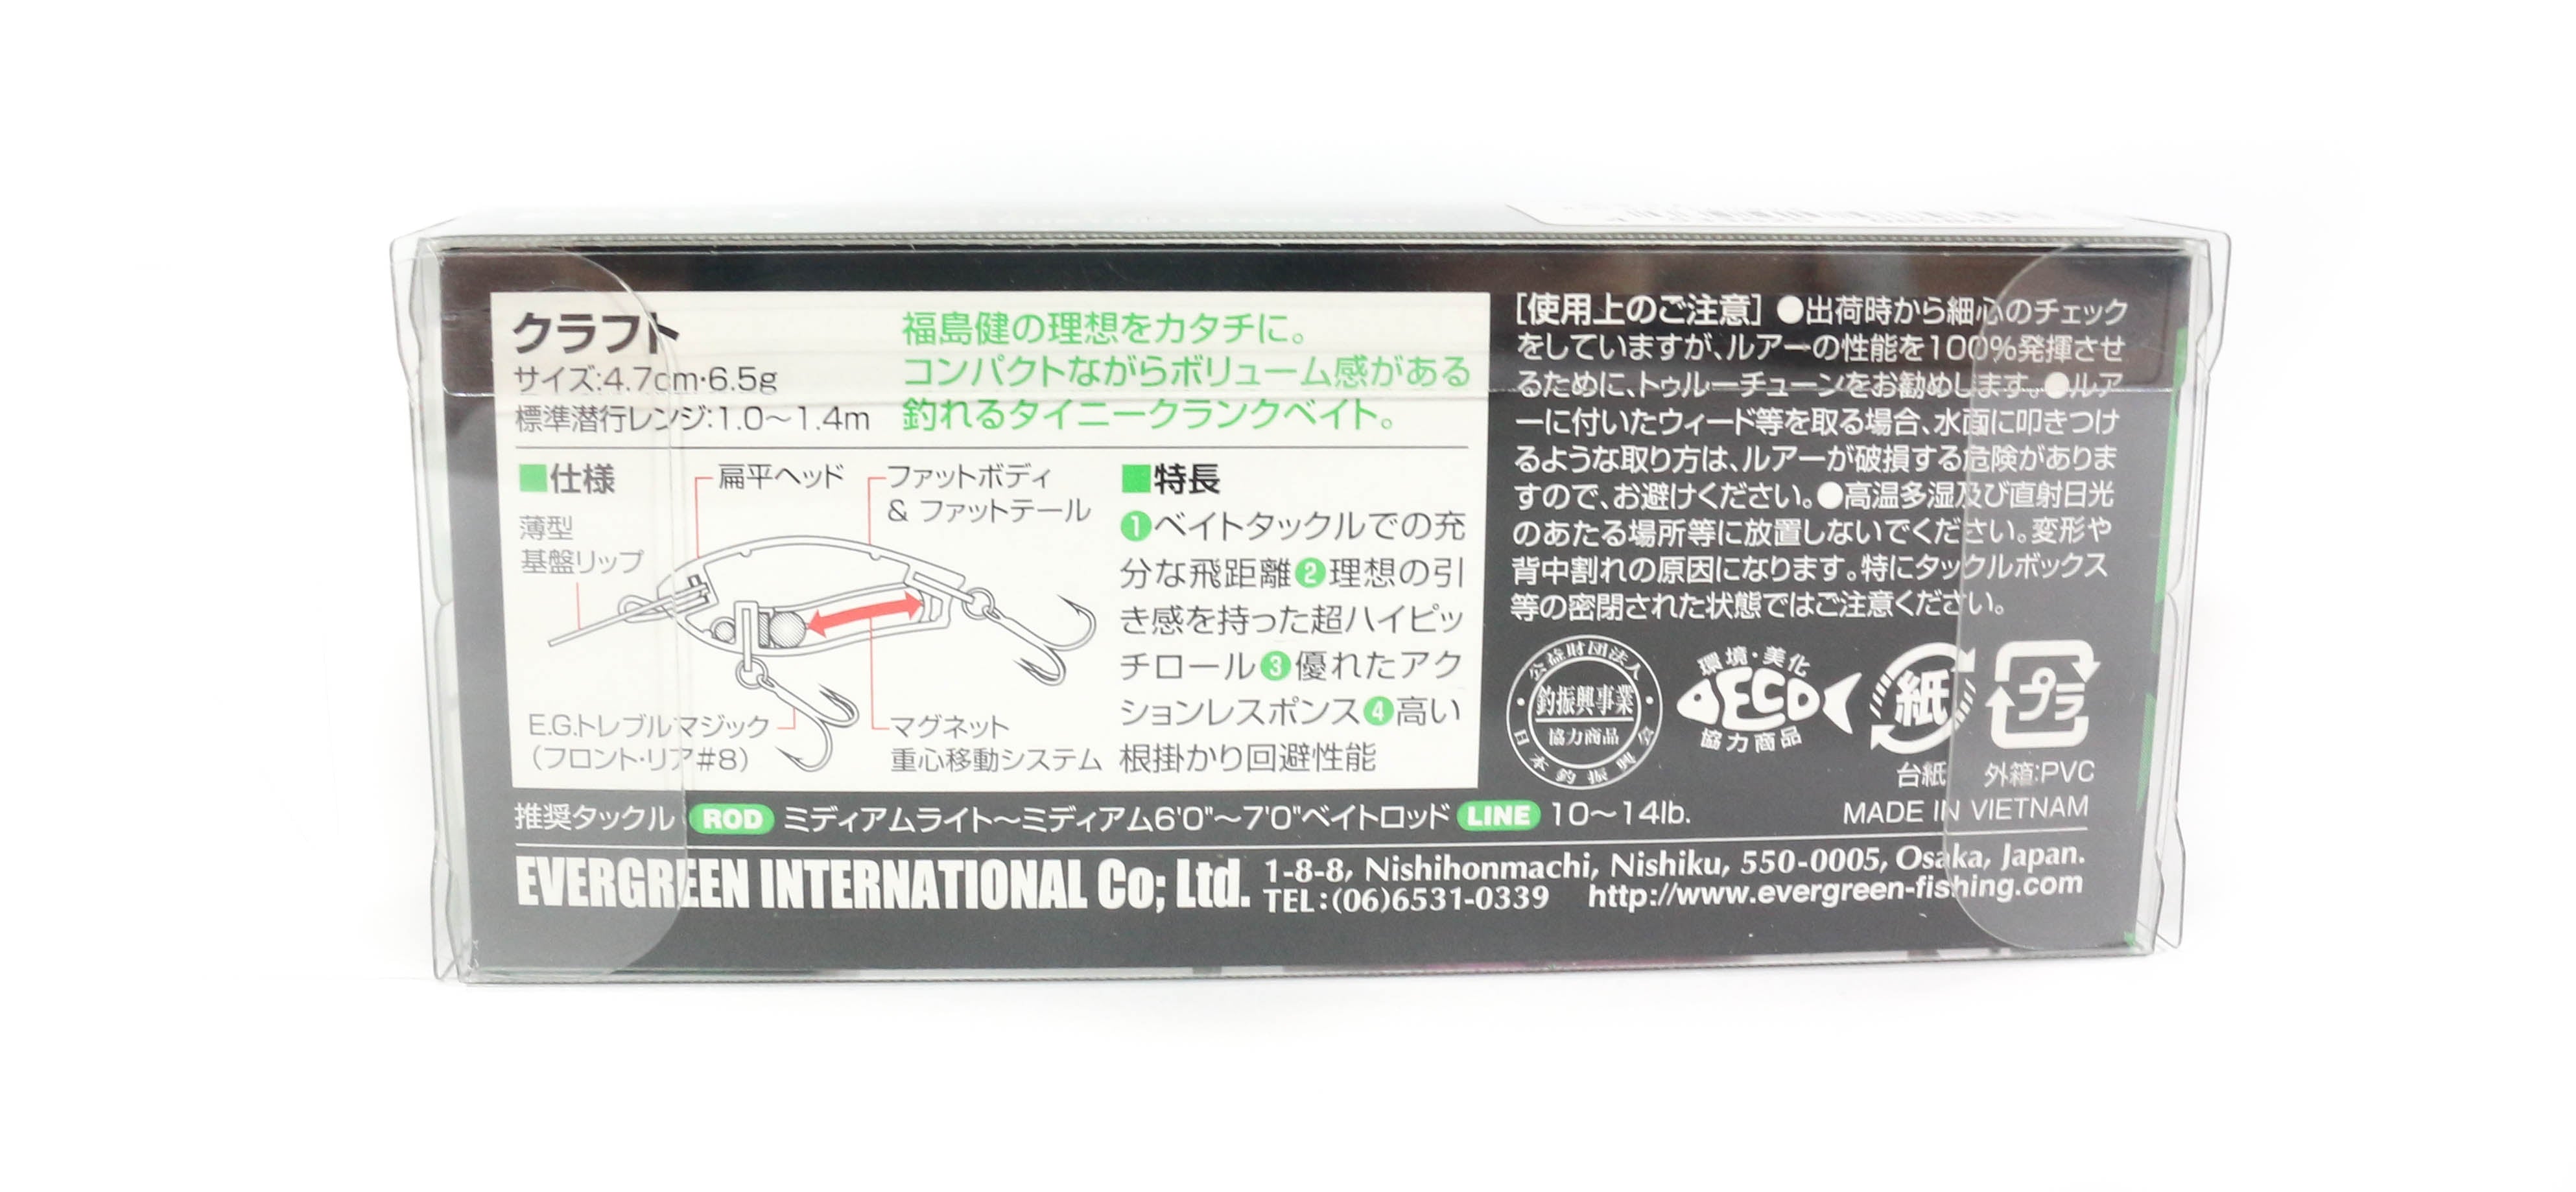 クラフト
サイズ:4.7cm・6.5g
標準潜行レンジ:1.0〜1.4m
福島健の理想をカタチに。
コンパクトながらボリューム感がある
釣れるタイニークランクベイト。
■仕様
扁平ヘッド
ファットボディ
& ファットテール
薄型
基盤リップ
E.G.トレブルマジック
(フロント・リア#8)
マグネット
重心移動システム
■特長
❶ベイトタックルでの充
分な飛距離❷理想の引
き感を持った超ハイピッ
チロール❸優れたアク
ションレスポンス❹高い
根掛かり回避性能
[使用上のご注意] ●出荷時から細心のチェック
をしていますが、ルアーの性能を100%発揮させ
るために、トゥルーチューンをお勧めします。●ルア
ーに付いたウィード等を取る場合、水面に叩きつけ
るような取り方は、ルアーが破損する危険がありま
すので、お避けください。●高温多湿及び直射日光
のあたる場所等に放置しないでください。変形や
背中割れの原因になります。特にタックルボックス
等の密閉された状態ではご注意ください。
公益財団法人
釣振興事業
協力商品
日本釣振興会
環境・美化
ECO
協力商品
紙
プラ
台紙
外箱:PVC
推奨タックル ROD ミディアムライト〜ミディアム6'0"〜7'0"ベイトロッド LINE 10〜14lb.
MADE IN VIETNAM
EVERGREEN INTERNATIONAL Co; Ltd.
1-8-8, Nishihonmachi, Nishiku, 550-0005, Osaka, Japan.
TEL:(06)6531-0339 http://www.evergreen-fishing.com